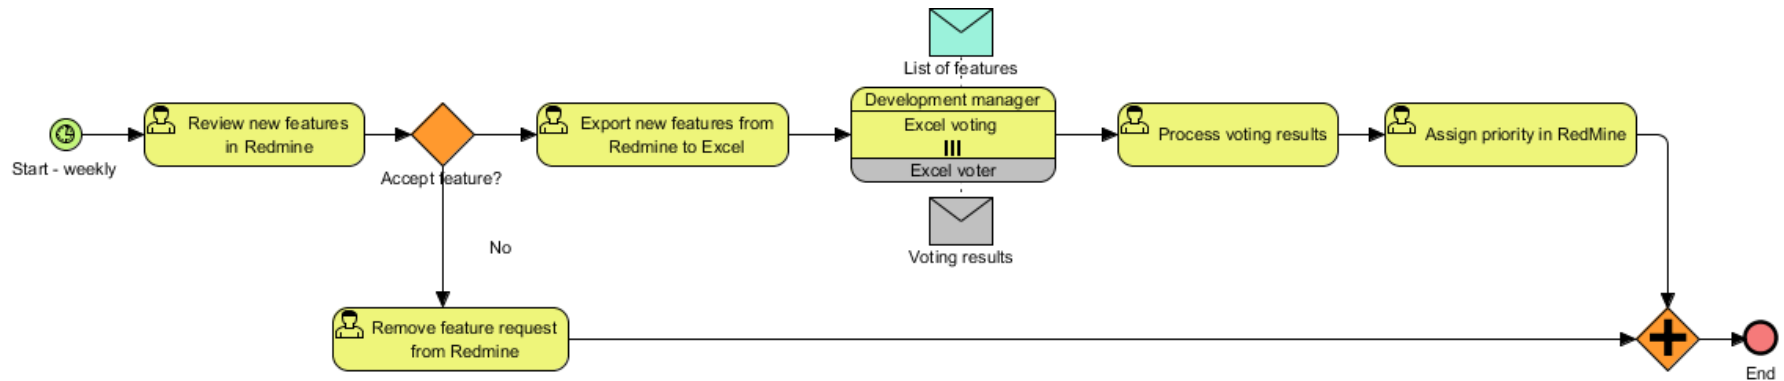 List of features
Development manager
Review new features
in Redmine
Export new features from
Redmine to Excel
Excel voting
Process voting results
Assign priority in RedMine
Start - weekly
Accept feature?
Excel voter
No
Voting results
Remove feature request
from Redmine
End